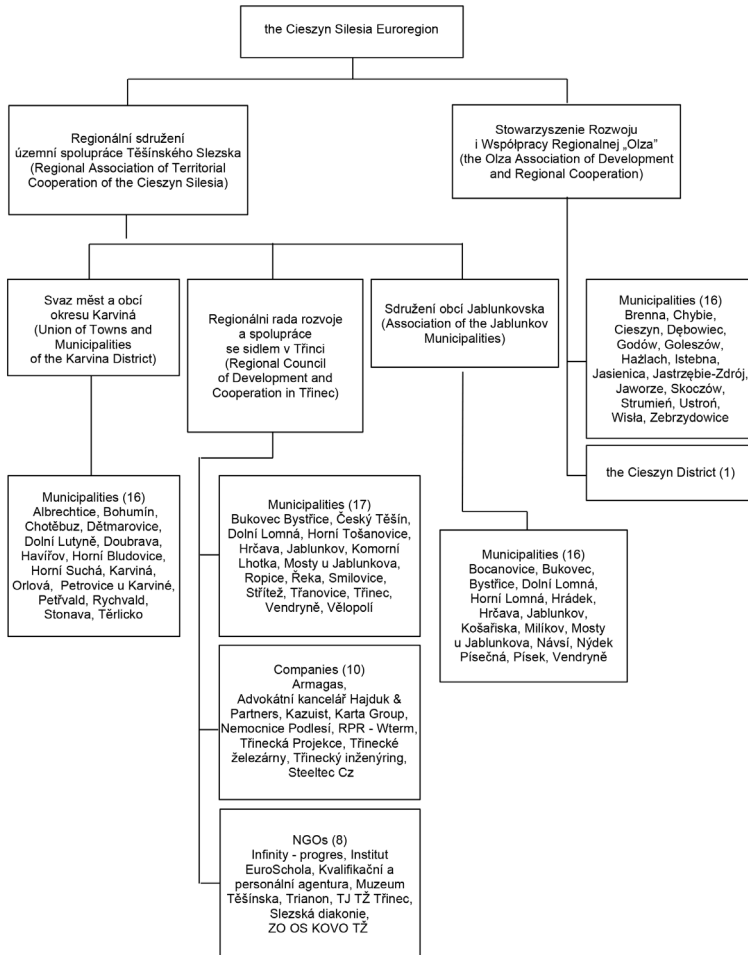 the Cieszyn Silesia Euroregion
Regionální sdružení
územní spolupráce Těšínského Slezska
(Regional Association of Territorial
Cooperation of the Cieszyn Silesia)
Stowarzyszenie Rozwoju
i Współpracy Regionalnej „Olza”
(the Olza Association of Development
and Regional Cooperation)
Svaz měst a obcí
okresu Karviná
(Union of Towns and
Municipalities
of the Karvina District)
Regionálni rada rozvoje
a spolupráce
se sidlem v Třinci
(Regional Council
of Development and
Cooperation in Třinec)
Sdružení obcí Jablunkovska
(Association of the Jablunkov
Municipalities)
Municipalities (16)
Brenna, Chybie,
Cieszyn, Dębowiec,
Godów, Goleszów,
Hażlach, Istebna,
Jasienica, Jastrzębie-Zdrój,
Jaworze, Skoczów,
Strumień, Ustroń,
Wisła, Zebrzydowice
the Cieszyn District (1)
Municipalities (16)
Albrechtice, Bohumín,
Chotěbuz, Dětmarovice,
Dolní Lutyně, Doubrava,
Havířov, Horní Bludovice,
Horní Suchá, Karviná,
Orlová, Petrovice u Karviné,
Petřvald, Rychvald,
Stonava, Těrlicko
Municipalities (17)
Bukovec Bystřice, Český Těšín,
Dolní Lomná, Horní Tošanovice,
Hrčava, Jablunkov, Komorní
Lhotka, Mosty u Jablunkova,
Ropice, Řeka, Smilovice,
Střítež, Třanovice, Třinec,
Vendryně, Vělopolí
Municipalities (16)
Bocanovice, Bukovec,
Bystřice, Dolní Lomná,
Horní Lomná, Hrádek,
Hrčava, Jablunkov,
Košařiska, Milíkov, Mosty
u Jablunkova, Návsí, Nýdek
Písečná, Písek, Vendryně
Companies (10)
Armagas,
Advokátní kancelář Hajduk &
Partners, Kazuist, Karta Group,
Nemocnice Podlesí, RPR - Wterm,
Třinecká Projekce, Třinecké
železárny, Třinecký inženýring,
Steeltec Cz
NGOs (8)
Infinity - progres, Institut
EuroSchola, Kvalifikační a
personální agentura, Muzeum
Těšínska, Trianon, TJ TŽ Třinec,
Slezská diakonie,
ZO OS KOVO TŽ